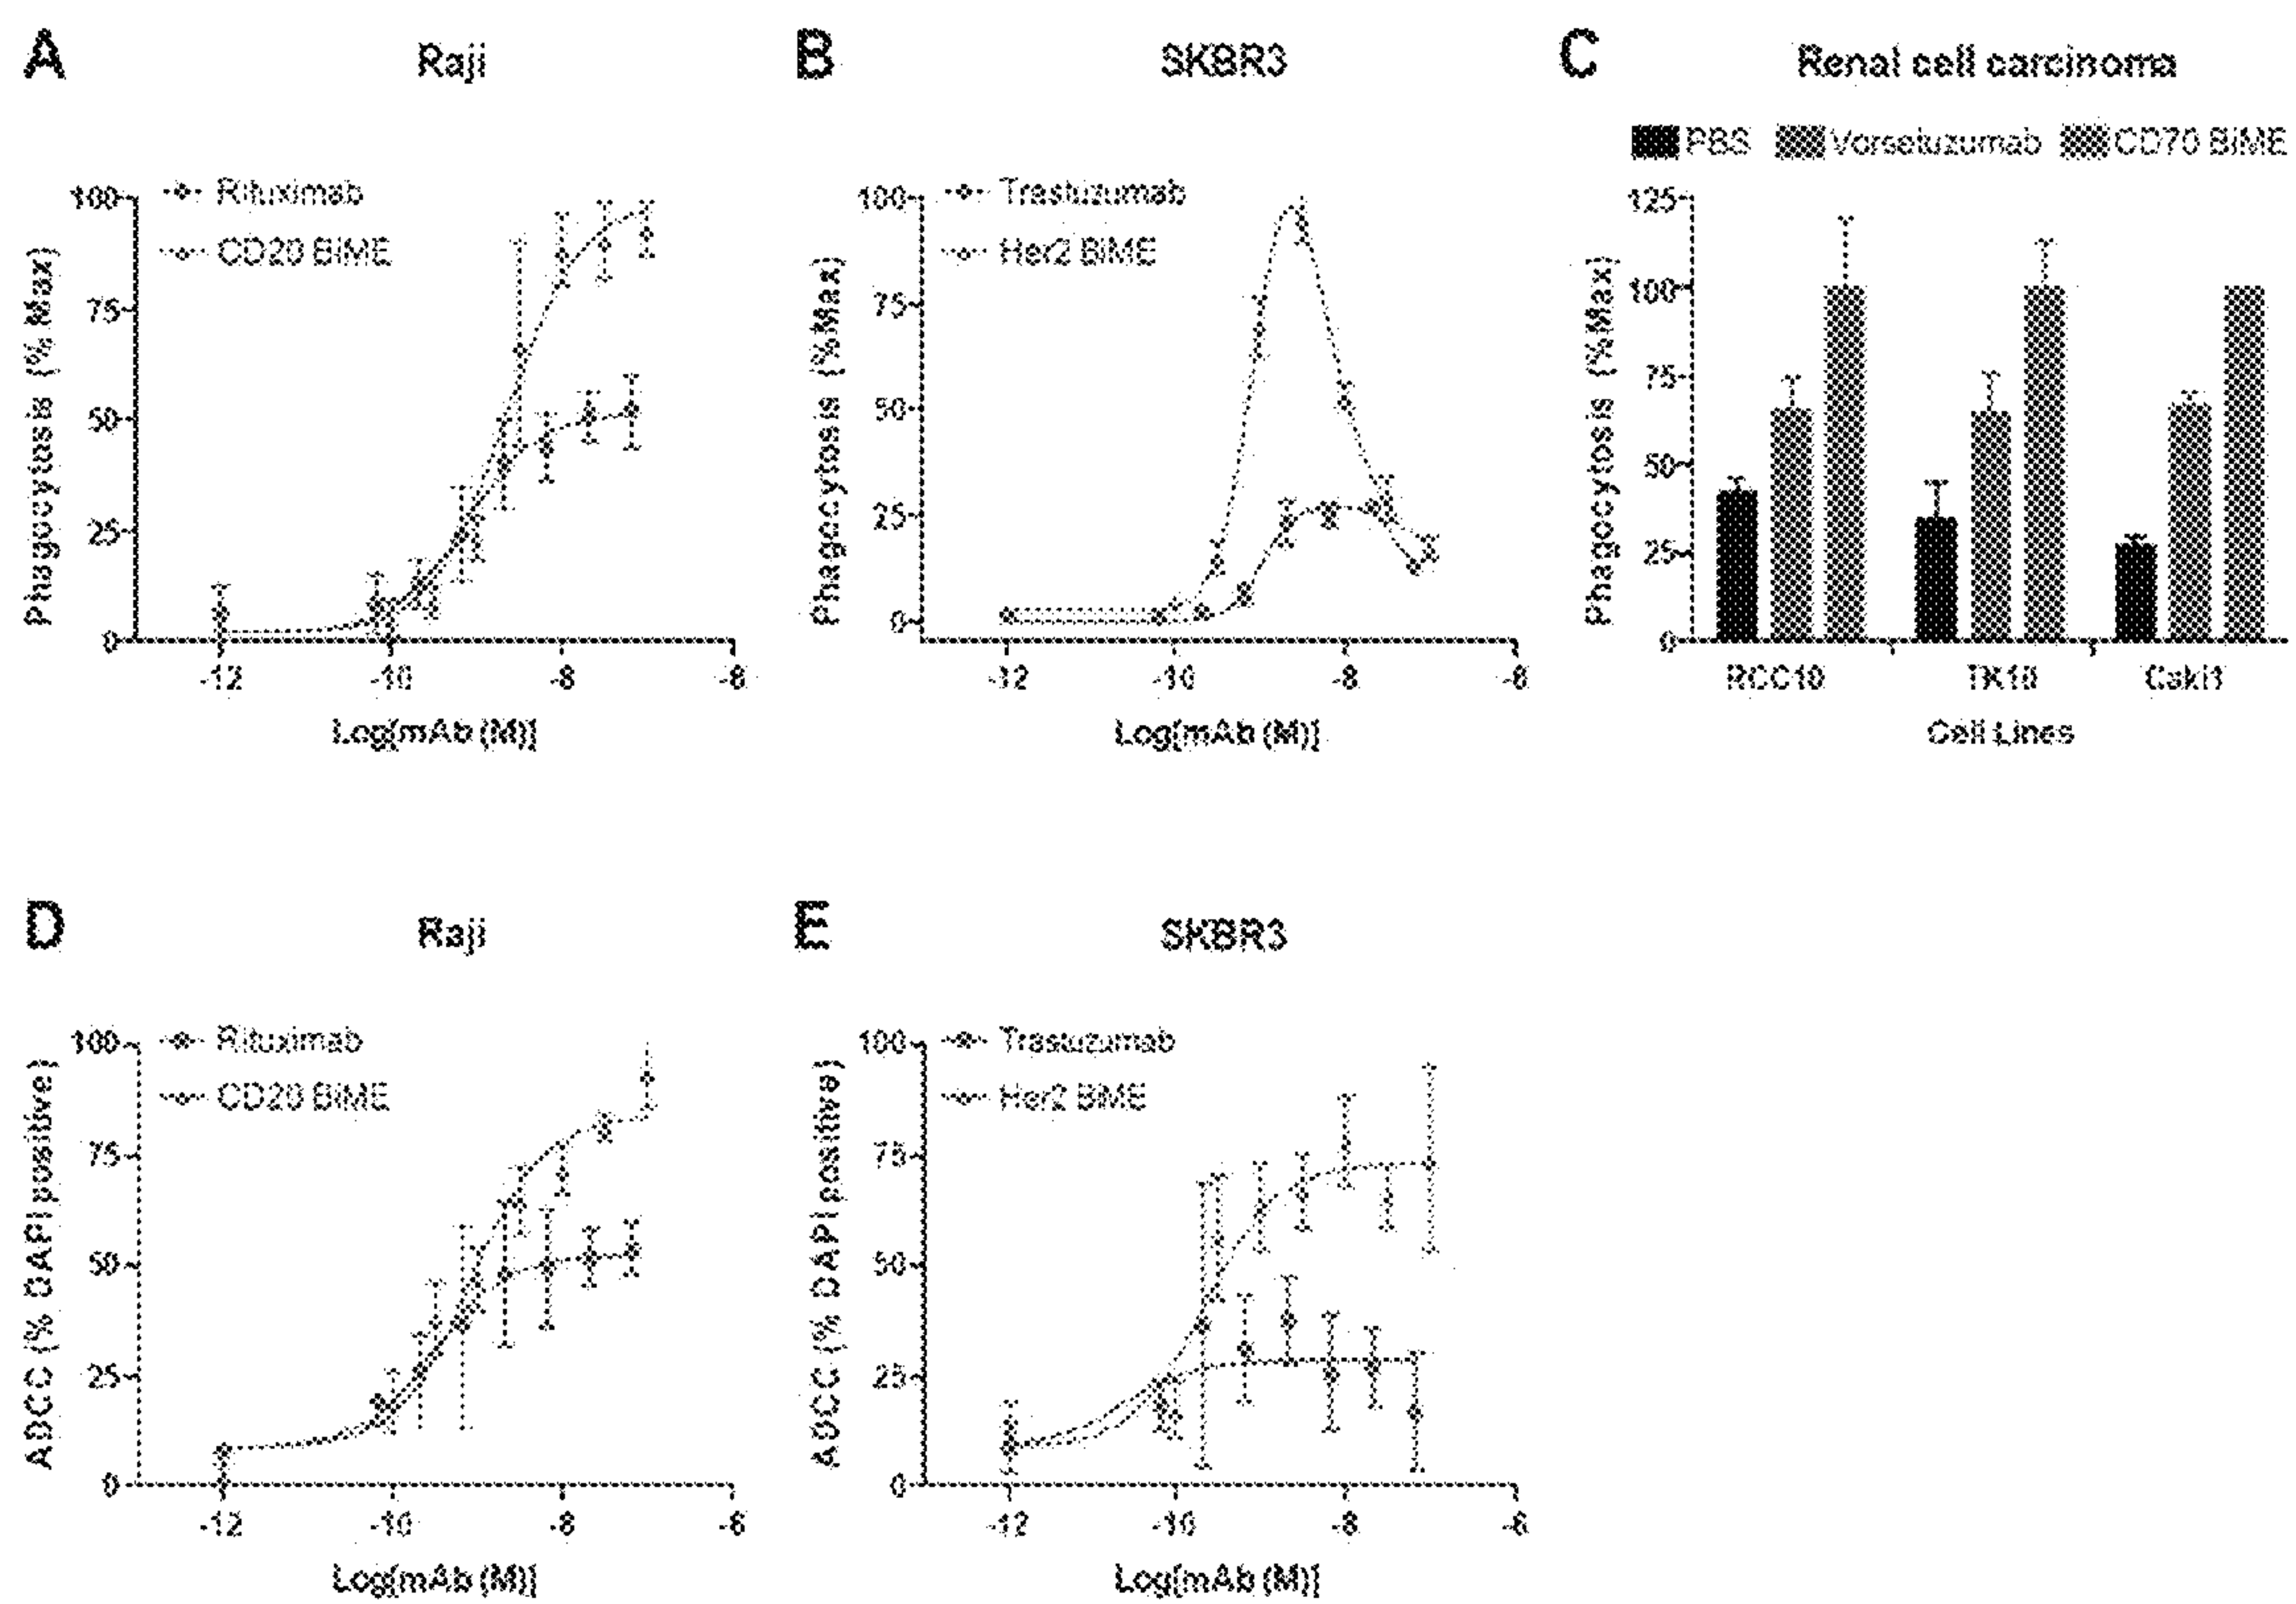 A Raji
Rituximab
CD20 BiME
Phagocytosis (% Max)
100
75
50
25
0
-12 -10 -8 -6
Log[mAb (M)]
B SKBR3
Trastuzumab
Her2 BiME
Phagocytosis (%Max)
100
75
50
25
0
-12 -10 -8 -6
Log[mAb (M)]
C Renal cell carcinoma
PBS Vorsetuzumab CD70 BiME
Phagocytosis (%Max)
125
100
75
50
25
0
RCC10 TK10 Caki1
Cell Lines
D Raji
Rituximab
CD20 BiME
ADCC (% DAPI positive)
100
75
50
25
0
-12 -10 -8 -6
Log[mAb (M)]
E SKBR3
Trastuzumab
Her2 BiME
ADCC (% DAPI positive)
100
75
50
25
0
-12 -10 -8 -6
Log[mAb (M)]